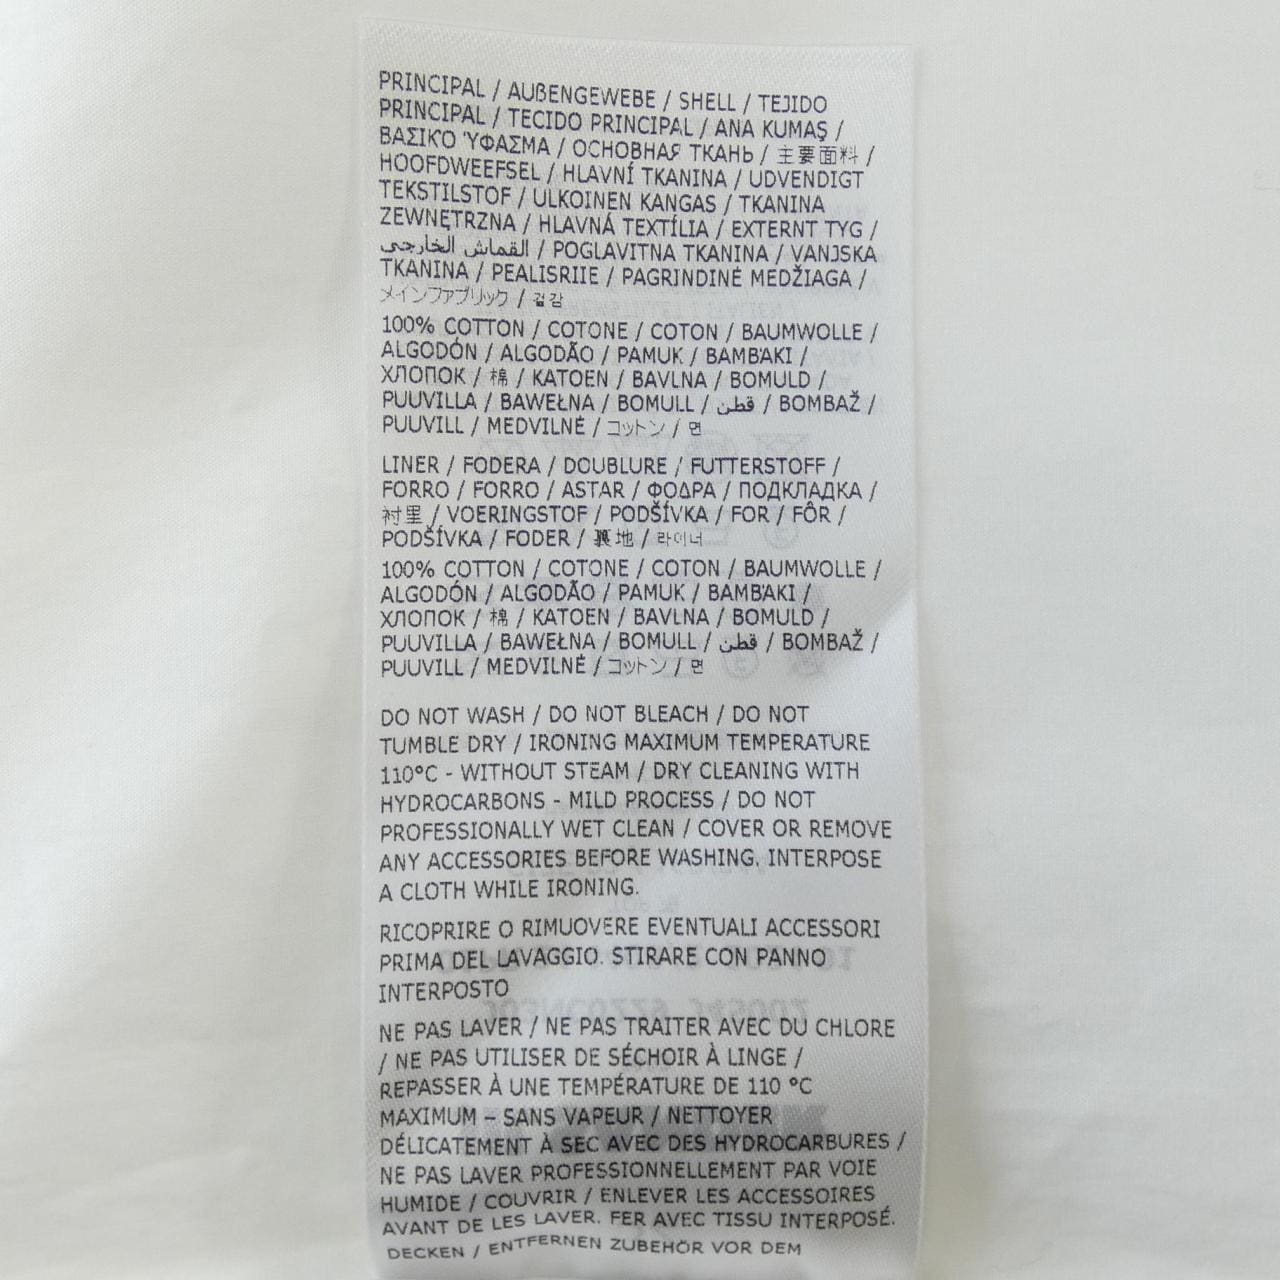 PRINCIPAL / AUßENGEWEBE / SHELL / TEJIDO
PRINCIPAL / TECIDO PRINCIPAL / ANA KUMAŞ /
ΒΑΣΙΚΌ ΎΦΑΣΜΑ / ОСНОВНАЯ ТКАНЬ / 主要面料 /
HOOFDWEEFSEL / HLAVNÍ TKANINA / UDVENDIGT
TEKSTILSTOF / ULKOINEN KANGAS / TKANINA
ZEWNĘTRZNA / HLAVNÁ TEXTÍLIA / EXTERNT TYG /
القماش الخارجي / POGLAVITNA TKANINA / VANJSKA
TKANINA / PEALISRIIE / PAGRINDINĖ MEDŽIAGA /
メインファブリック / 겉감
100% COTTON / COTONE / COTON / BAUMWOLLE /
ALGODÓN / ALGODÃO / PAMUK / ΒΑΜΒΆΚΙ /
ХЛОПОК / 棉 / KATOEN / BAVLNA / BOMULD /
PUUVILLA / BAWEŁNA / BOMULL / قطن / BOMBAŽ /
PUUVILL / MEDVILNĖ / コットン / 면
LINER / FODERA / DOUBLURE / FUTTERSTOFF /
FORRO / FORRO / ASTAR / ΦΟΔΡΑ / ПОДКЛАДКА /
衬里 / VOERINGSTOF / PODŠÍVKA / FOR / FÔR /
PODŠÍVKA / FODER / 裏地 / 라이너
100% COTTON / COTONE / COTON / BAUMWOLLE /
ALGODÓN / ALGODÃO / PAMUK / ΒΑΜΒΆΚΙ /
ХЛОПОК / 棉 / KATOEN / BAVLNA / BOMULD /
PUUVILLA / BAWEŁNA / BOMULL / قطن / BOMBAŽ /
PUUVILL / MEDVILNĖ / コットン / 면
DO NOT WASH / DO NOT BLEACH / DO NOT
TUMBLE DRY / IRONING MAXIMUM TEMPERATURE
110°C - WITHOUT STEAM / DRY CLEANING WITH
HYDROCARBONS - MILD PROCESS / DO NOT
PROFESSIONALLY WET CLEAN / COVER OR REMOVE
ANY ACCESSORIES BEFORE WASHING. INTERPOSE
A CLOTH WHILE IRONING.
RICOPRIRE O RIMUOVERE EVENTUALI ACCESSORI
PRIMA DEL LAVAGGIO. STIRARE CON PANNO
INTERPOSTO
NE PAS LAVER / NE PAS TRAITER AVEC DU CHLORE
/ NE PAS UTILISER DE SÉCHOIR À LINGE /
REPASSER À UNE TEMPÉRATURE DE 110 °C
MAXIMUM – SANS VAPEUR / NETTOYER
DÉLICATEMENT À SEC AVEC DES HYDROCARBURES /
NE PAS LAVER PROFESSIONNELLEMENT PAR VOIE
HUMIDE / COUVRIR / ENLEVER LES ACCESSOIRES
AVANT DE LES LAVER. FER AVEC TISSU INTERPOSÉ.
DECKEN / ENTFERNEN ZUBEHÖR VOR DEM